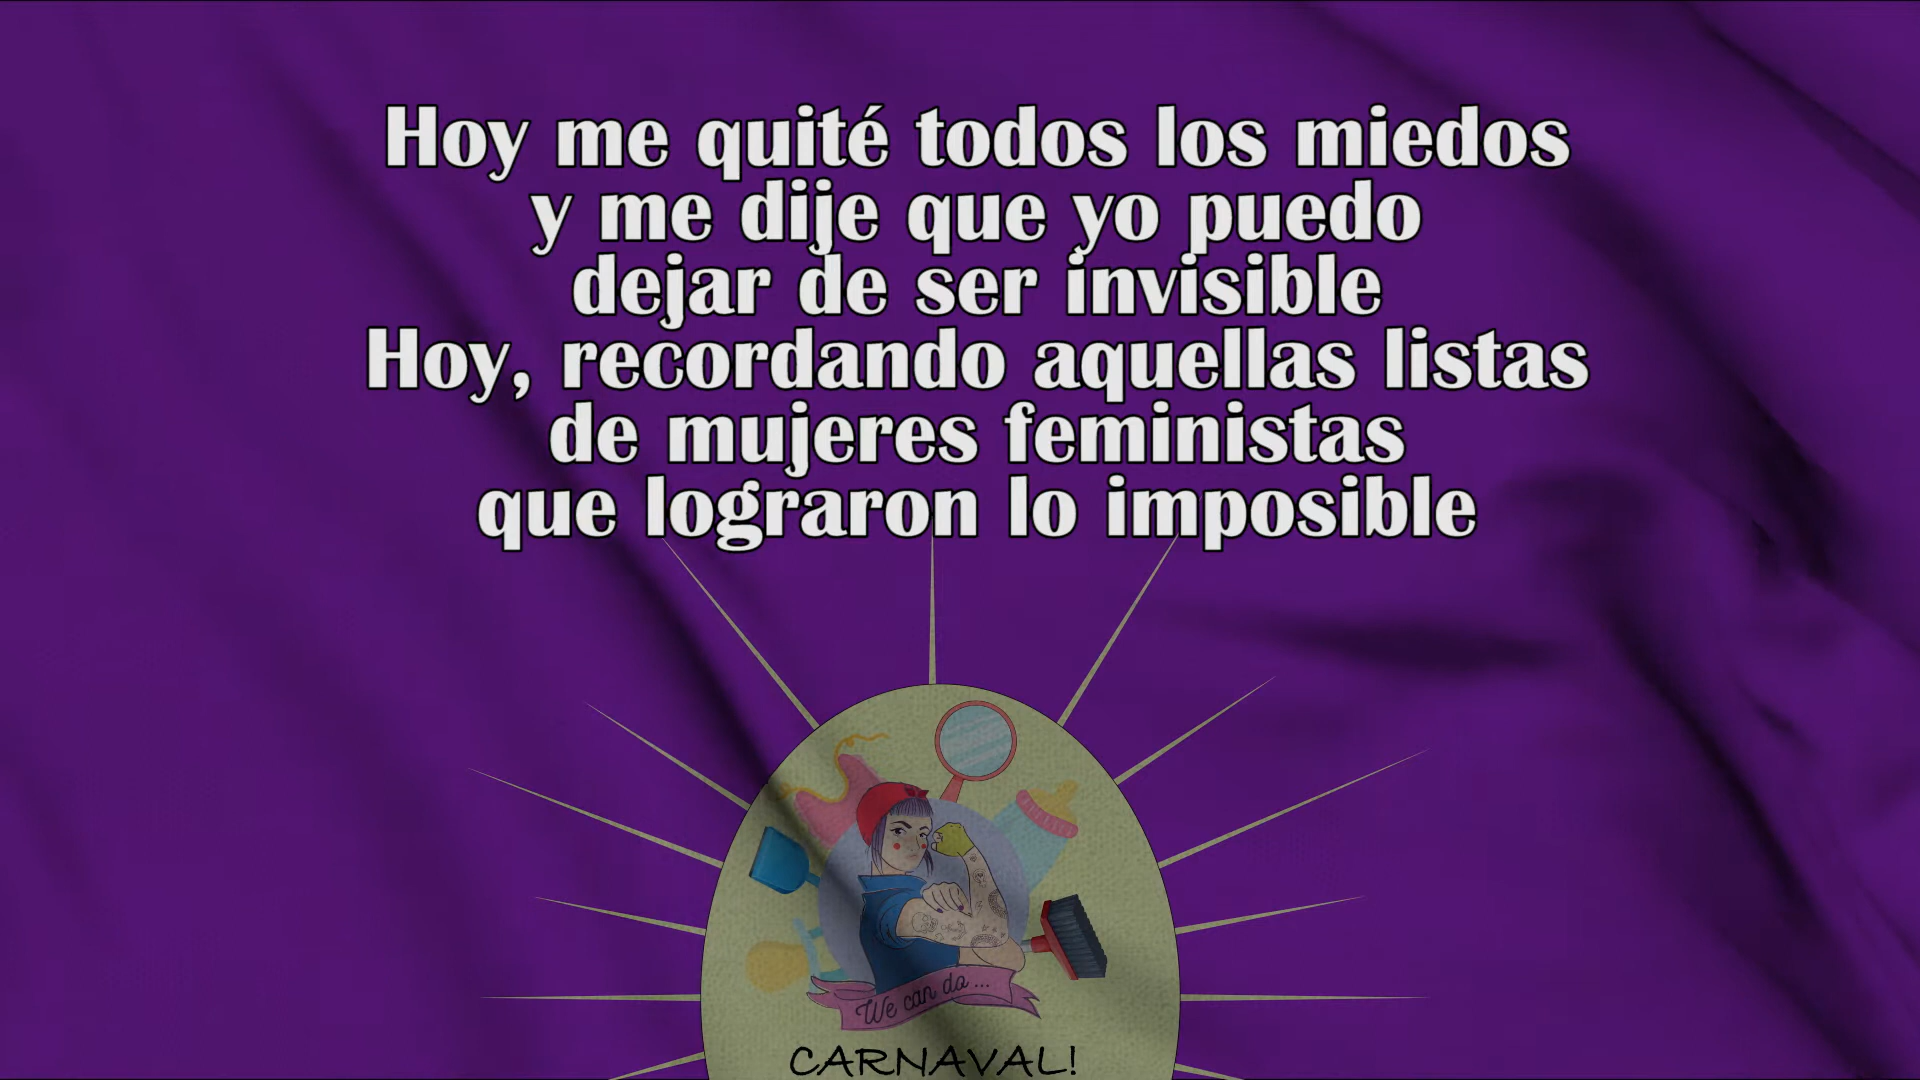 Hoy me quité todos los miedos
y me dije que yo puedo
dejar de ser invisible
Hoy, recordando aquellas listas
de mujeres feministas
que lograron lo imposible
We can do ...
CARNAVAL!